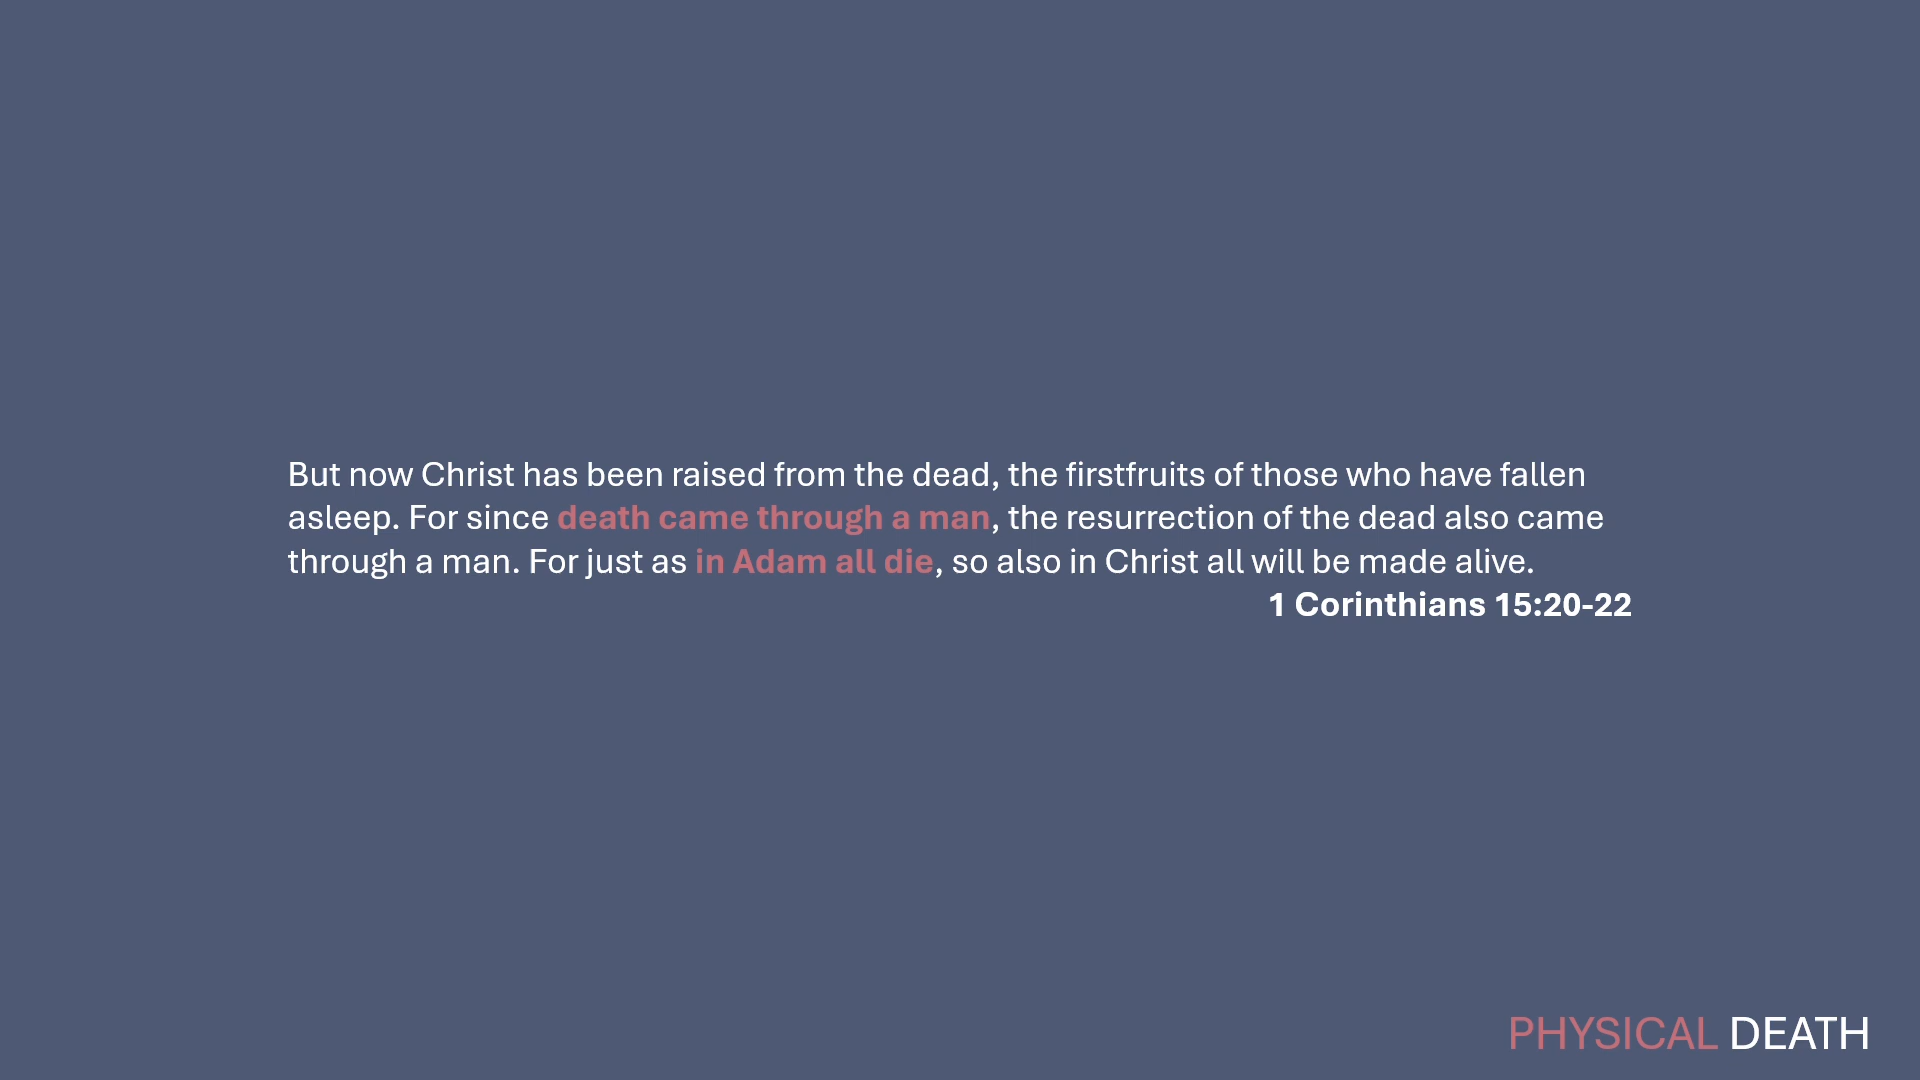 But now Christ has been raised from the dead, the firstfruits of those who have fallen
asleep. For since death came through a man, the resurrection of the dead also came
through a man. For just as in Adam all die, so also in Christ all will be made alive.
1 Corinthians 15:20-22
PHYSICAL DEATH